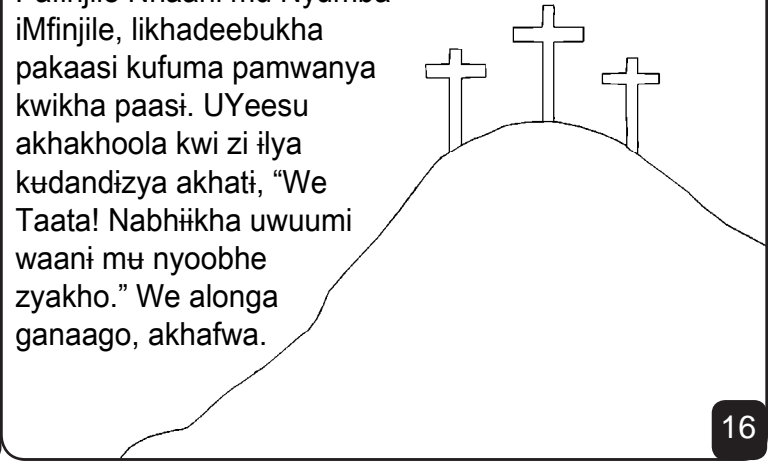 iMfinjile, likhadeebukha
pakaasi kufuma pamwanya
kwikha paasɨ. UYeesu
akhakhoola kwi zi ɨlya
kʉdandɨzya akhatɨ, “We
Taata! Nabhɨɨkha uwuumi
waanɨ mʉ nyoobhe
zyakho.” We alonga
ganaago, akhafwa.
16